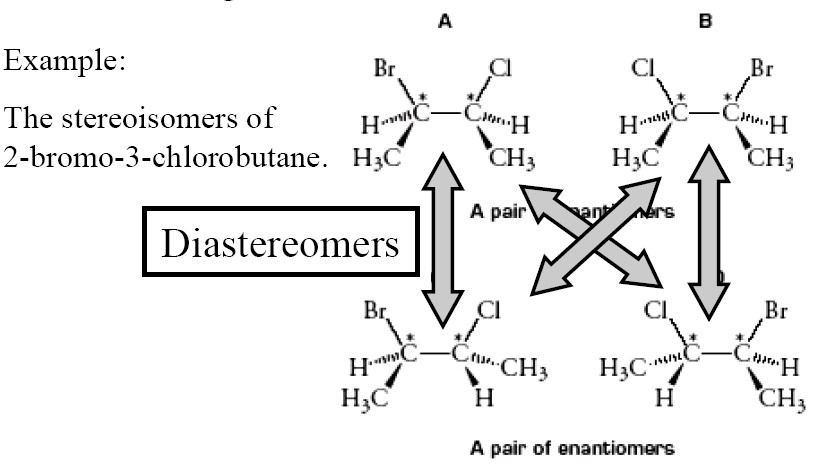 A B
Example:
The stereoisomers of
2-bromo-3-chlorobutane.
Br Cl Cl Br
* * * *
H C C H H C C H
H3C CH3 H3C CH3
A pair
Diastereomers
Br Cl Cl Br
* * * *
H C C CH3 H3C C C H
H3C H H CH3
A pair of enantiomers